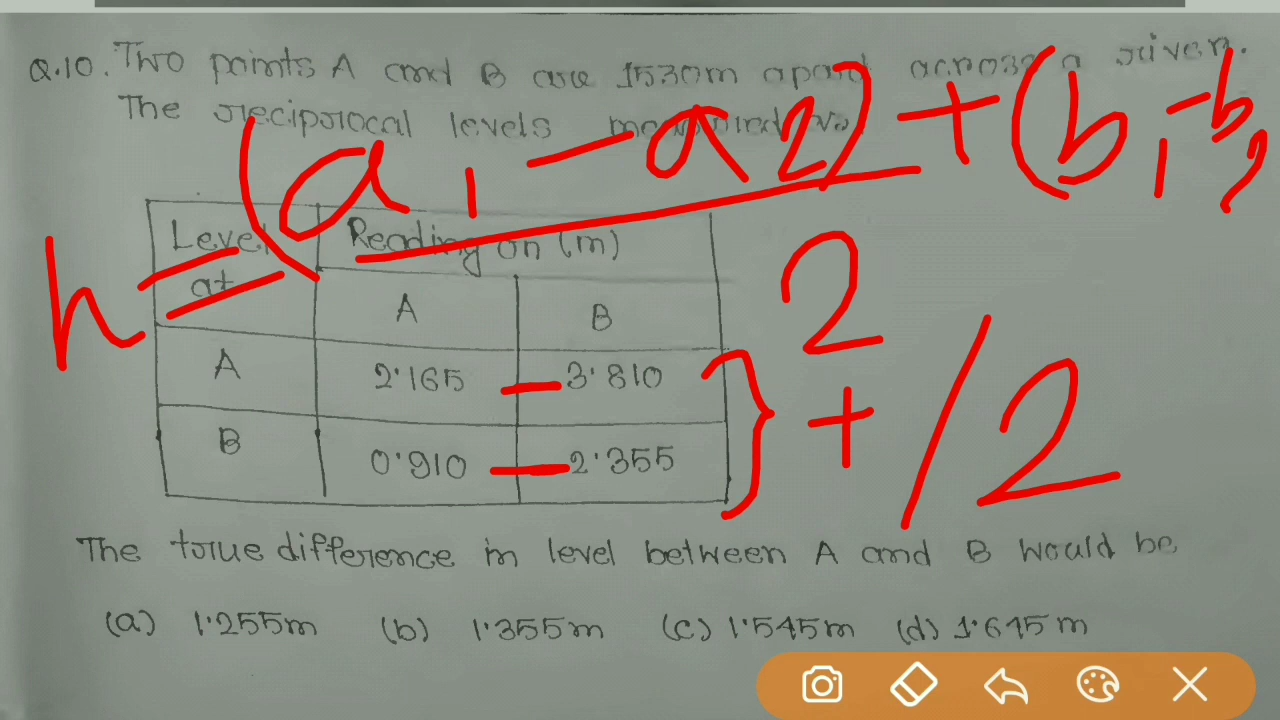 Q.10. Two points A and B are 1530m apart across a river.
The reciprocal levels measured
(a1 - a2) + (b1 - b2)
h =
2
Level at
Reading on (m)
A B
A 2.165 - 3.810
B 0.910 - 2.355
+ / 2
The true difference in level between A and B would be
(a) 1.255m (b) 1.355m (c) 1.545m (d) 1.645m